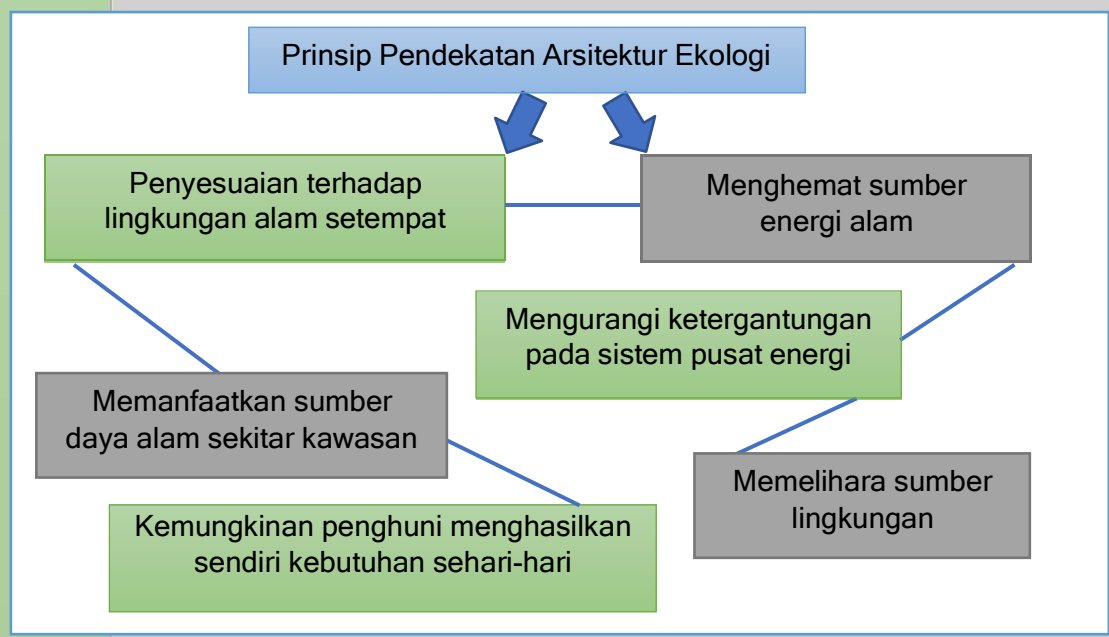 Prinsip Pendekatan Arsitektur Ekologi
Penyesuaian terhadap
lingkungan alam setempat
Menghemat sumber
energi alam
Mengurangi ketergantungan
pada sistem pusat energi
Memanfaatkan sumber
daya alam sekitar kawasan
Memelihara sumber
lingkungan
Kemungkinan penghuni menghasilkan
sendiri kebutuhan sehari-hari